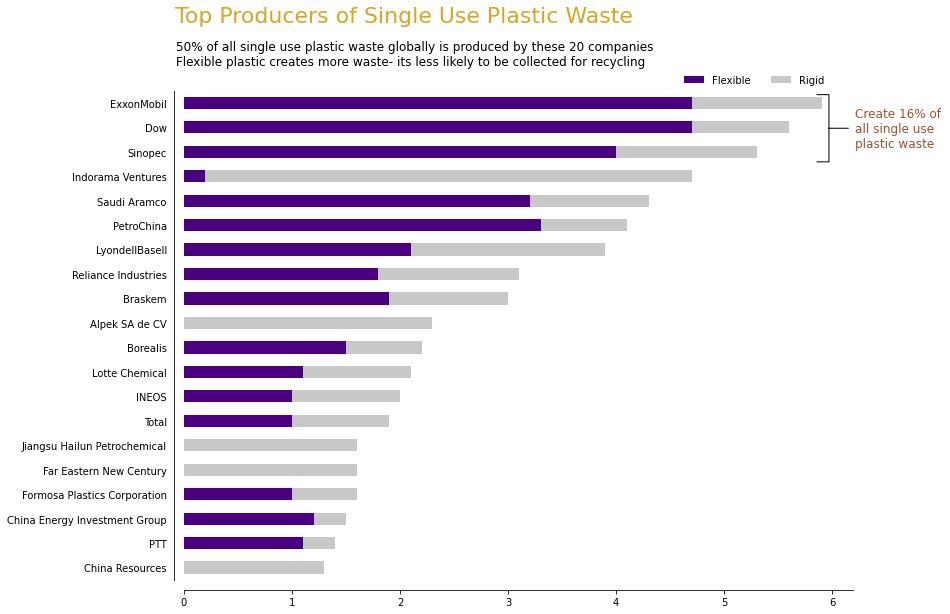 Top Producers of Single Use Plastic Waste
50% of all single use plastic waste globally is produced by these 20 companies
Flexible plastic creates more waste- its less likely to be collected for recycling
Flexible
Rigid
ExxonMobil
Dow
Sinopec
Indorama Ventures
Saudi Aramco
PetroChina
LyondellBasell
Reliance Industries
Braskem
Alpek SA de CV
Borealis
Lotte Chemical
INEOS
Total
Jiangsu Hailun Petrochemical
Far Eastern New Century
Formosa Plastics Corporation
China Energy Investment Group
PTT
China Resources
Create 16% of
all single use
plastic waste
0 1 2 3 4 5 6